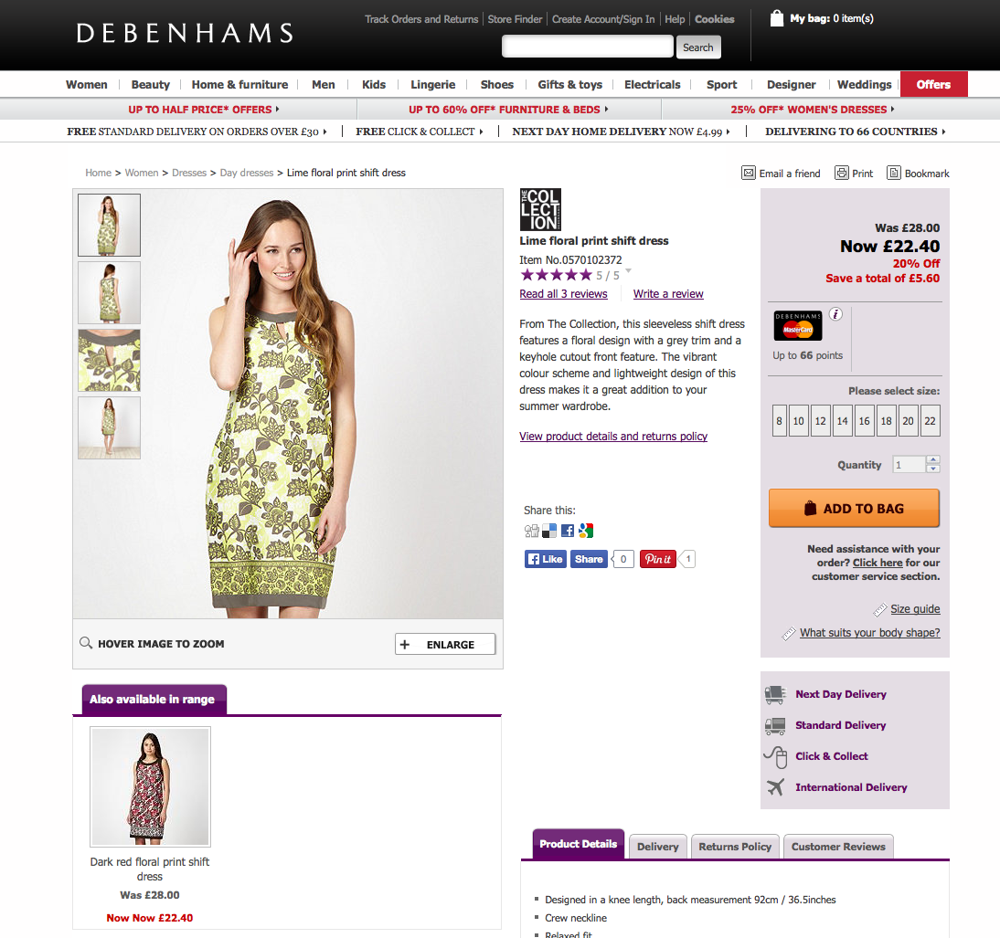 DEBENHAMS
Track Orders and Returns
Store Finder
Create Account/Sign In
Help
Cookies
My bag: 0 item(s)
Search
Women
Beauty
Home & furniture
Men
Kids
Lingerie
Shoes
Gifts & toys
Electricals
Sport
Designer
Weddings
Offers
UP TO HALF PRICE* OFFERS
UP TO 60% OFF* FURNITURE & BEDS
25% OFF* WOMEN'S DRESSES
FREE STANDARD DELIVERY ON ORDERS OVER £30
FREE CLICK & COLLECT
NEXT DAY HOME DELIVERY NOW £4.99
DELIVERING TO 66 COUNTRIES
Home > Women > Dresses > Day dresses > Lime floral print shift dress
Email a friend
Print
Bookmark
HOVER IMAGE TO ZOOM
ENLARGE
THE
COL
LECT
ION
Lime floral print shift dress
Item No.0570102372
5 / 5
Read all 3 reviews
Write a review
From The Collection, this sleeveless shift dress
features a floral design with a grey trim and a
keyhole cutout front feature. The vibrant
colour scheme and lightweight design of this
dress makes it a great addition to your
summer wardrobe.
View product details and returns policy
Share this:
Like
Share
0
Pin it
1
Was £28.00
Now £22.40
20% Off
Save a total of £5.60
DEBENHAMS
MasterCard
i
Up to 66 points
Please select size:
8
10
12
14
16
18
20
22
Quantity
1
ADD TO BAG
Need assistance with your
order? Click here for our
customer service section.
Size guide
What suits your body shape?
Next Day Delivery
Standard Delivery
Click & Collect
International Delivery
Also available in range
Dark red floral print shift
dress
Was £28.00
Now Now £22.40
Product Details
Delivery
Returns Policy
Customer Reviews
Designed in a knee length, back measurement 92cm / 36.5inches
Crew neckline
Relaxed fit